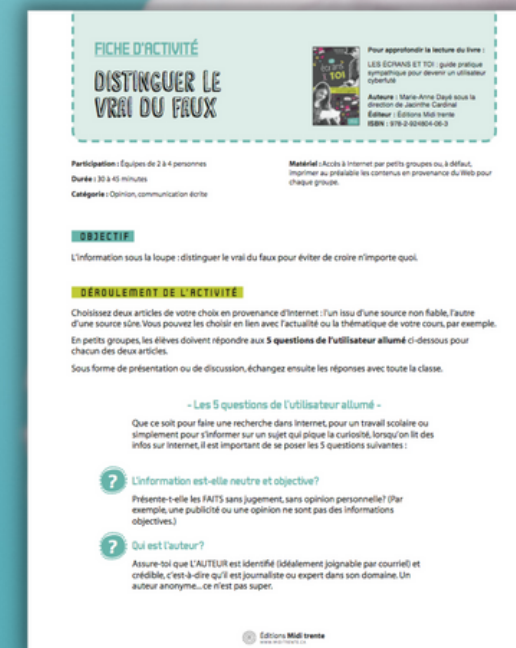 FICHE D'ACTIVITÉ
DISTINGUER LE
VRAI DU FAUX
écrans
TOI
Pour approfondir la lecture du livre :
LES ÉCRANS ET TOI : guide pratique
sympathique pour devenir un utilisateur
cyberfuté
Auteure : Marie-Anne Dayé sous la
direction de Jacinthe Cardinal
Éditeur : Éditions Midi trente
ISBN : 978-2-924804-06-3
Participation : Équipes de 2 à 4 personnes
Durée : 30 à 45 minutes
Catégorie : Opinion, communication écrite
Matériel : Accès à Internet par petits groupes ou, à défaut,
imprimer au préalable les contenus en provenance du Web pour
chaque groupe.
OBJECTIF
L'information sous la loupe : distinguer le vrai du faux pour éviter de croire n'importe quoi.
DÉROULEMENT DE L'ACTIVITÉ
Choisissez deux articles de votre choix en provenance d'Internet : l'un issu d'une source non fiable, l'autre
d'une source sûre. Vous pouvez les choisir en lien avec l'actualité ou la thématique de votre cours, par exemple.
En petits groupes, les élèves doivent répondre aux 5 questions de l'utilisateur allumé ci-dessous pour
chacun des deux articles.
Sous forme de présentation ou de discussion, échangez ensuite les réponses avec toute la classe.
- Les 5 questions de l'utilisateur allumé -
Que ce soit pour faire une recherche dans Internet, pour un travail scolaire ou
simplement pour s'informer sur un sujet qui pique la curiosité, lorsqu'on lit des
infos sur Internet, il est important de se poser les 5 questions suivantes :
? L'information est-elle neutre et objective?
Présente-t-elle les FAITS sans jugement, sans opinion personnelle? (Par
exemple, une publicité ou une opinion ne sont pas des informations
objectives.)
? Qui est l'auteur?
Assure-toi que L'AUTEUR est identifié (idéalement joignable par courriel) et
crédible, c'est-à-dire qu'il est journaliste ou expert dans son domaine. Un
auteur anonyme... ce n'est pas super.
Éditions Midi trente
WWW.MIDITRENTE.CA